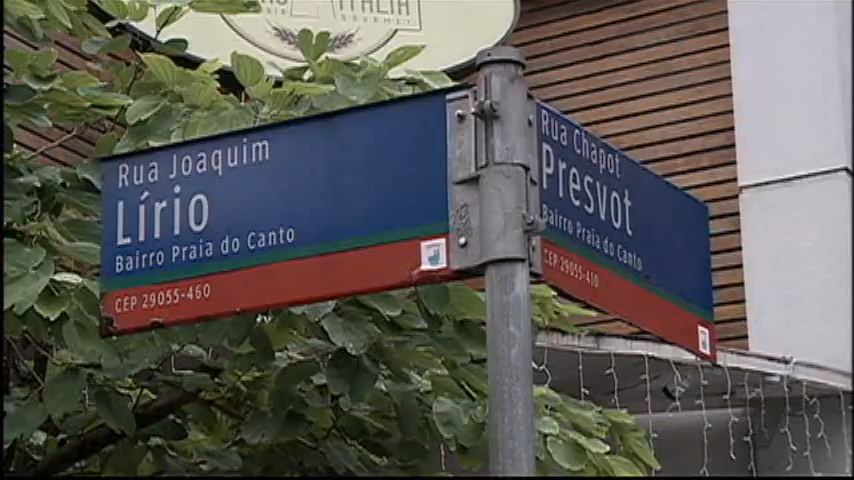 ITALIA
GOURMET
Rua Joaquim
Lírio
Bairro Praia do Canto
CEP 29055-460
Rua Chapot
Presvot
Bairro Praia do Canto
CEP 29055-410